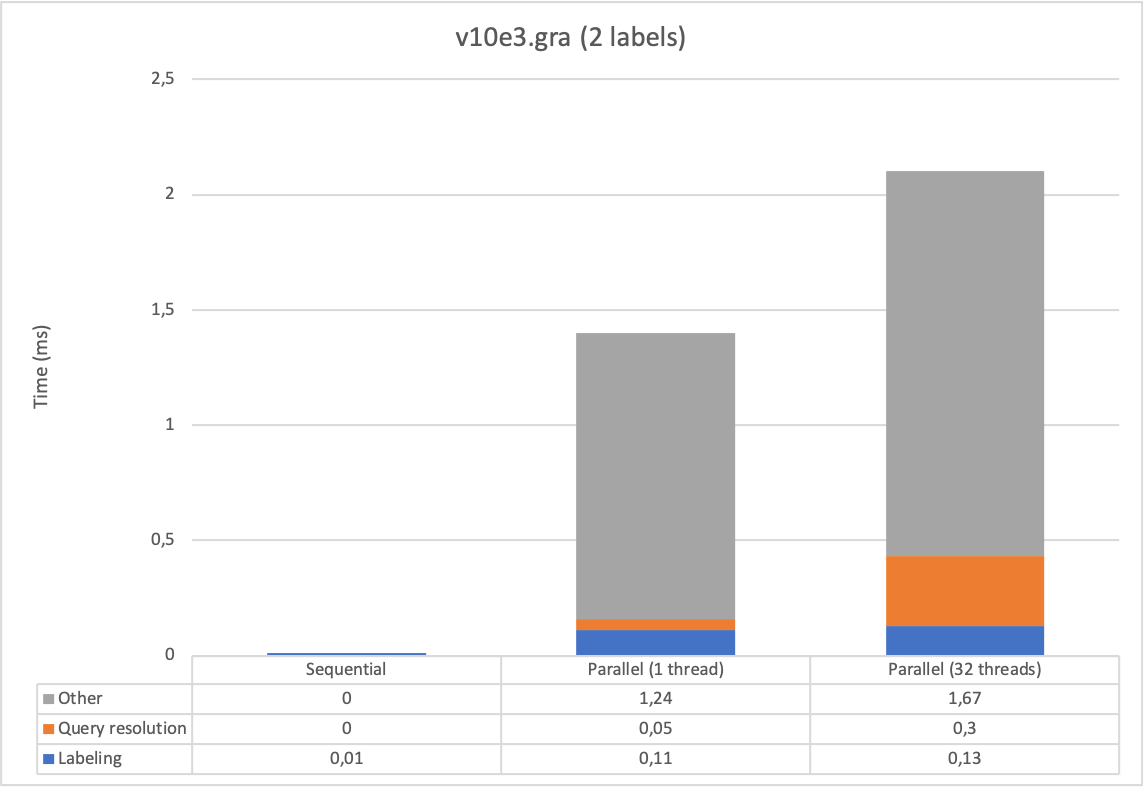 v10e3.gra (2 labels)
2,5
2
1,5
1
0,5
0
Time (ms)
Sequential Parallel (1 thread) Parallel (32 threads)
Other 0 1,24 1,67
Query resolution 0 0,05 0,3
Labeling 0,01 0,11 0,13